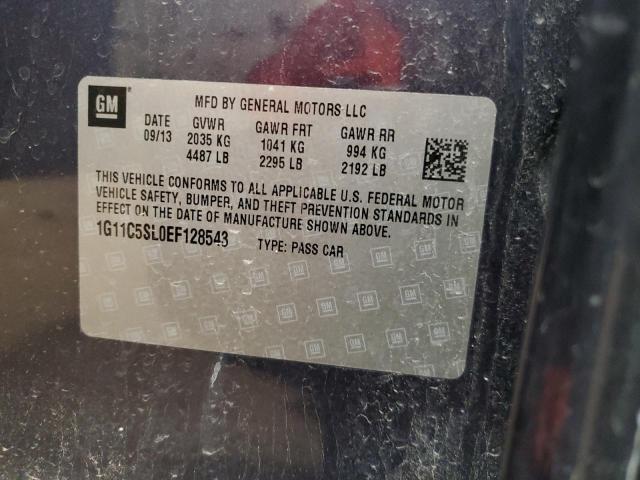 GM
MFD BY GENERAL MOTORS LLC
DATE GVWR GAWR FRT GAWR RR
09/13 2035 KG 1041 KG 994 KG
4487 LB 2295 LB 2192 LB
THIS VEHICLE CONFORMS TO ALL APPLICABLE U.S. FEDERAL MOTOR
VEHICLE SAFETY, BUMPER, AND THEFT PREVENTION STANDARDS IN
EFFECT ON THE DATE OF MANUFACTURE SHOWN ABOVE.
1G11C5SL0EF128543 TYPE: PASS CAR